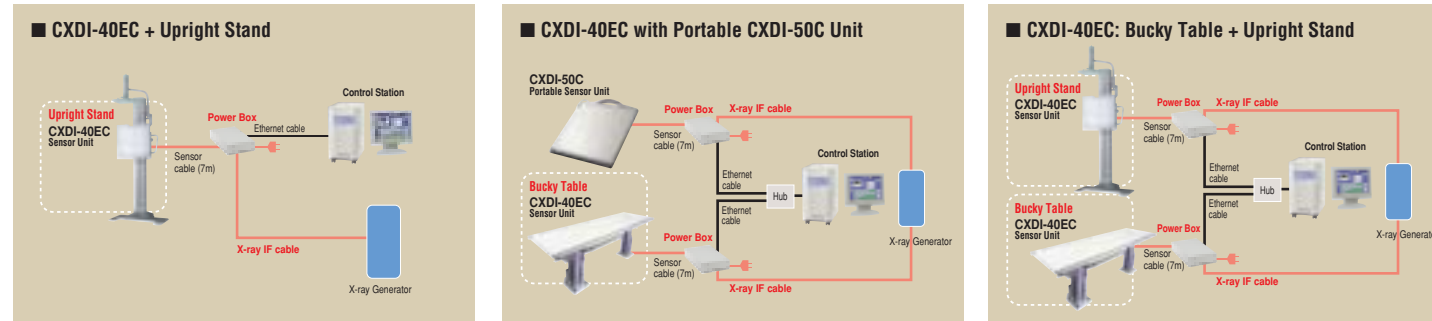 ■ CXDI-40EC + Upright Stand
Upright Stand
CXDI-40EC
Sensor Unit
Power Box
Ethernet cable
Control Station
Sensor
cable (7m)
X-ray IF cable
X-ray Generator
■ CXDI-40EC with Portable CXDI-50C Unit
CXDI-50C
Portable Sensor Unit
Power Box
X-ray IF cable
Sensor
cable (7m)
Control Station
Ethernet
cable
Hub
Bucky Table
CXDI-40EC
Sensor Unit
Ethernet
cable
Power Box
X-ray Generator
Sensor
cable (7m)
X-ray IF cable
■ CXDI-40EC: Bucky Table + Upright Stand
Upright Stand
CXDI-40EC
Sensor Unit
Power Box
X-ray IF cable
Sensor
cable (7m)
Control Station
Ethernet
cable
Hub
Bucky Table
CXDI-40EC
Sensor Unit
Ethernet
cable
Power Box
X-ray Generato
Sensor
cable (7m)
X-ray IF cable